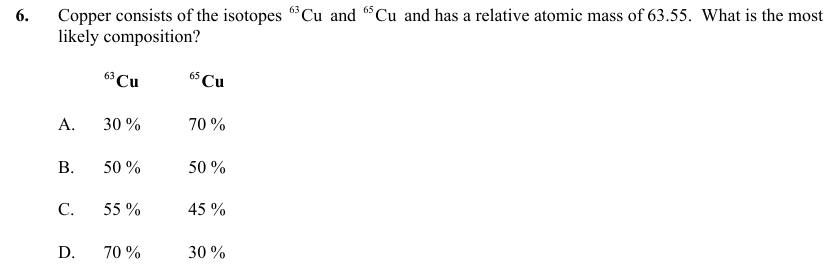 6. Copper consists of the isotopes ⁶³Cu and ⁶⁵Cu and has a relative atomic mass of 63.55. What is the most
likely composition?
⁶³Cu ⁶⁵Cu
A. 30 % 70 %
B. 50 % 50 %
C. 55 % 45 %
D. 70 % 30 %